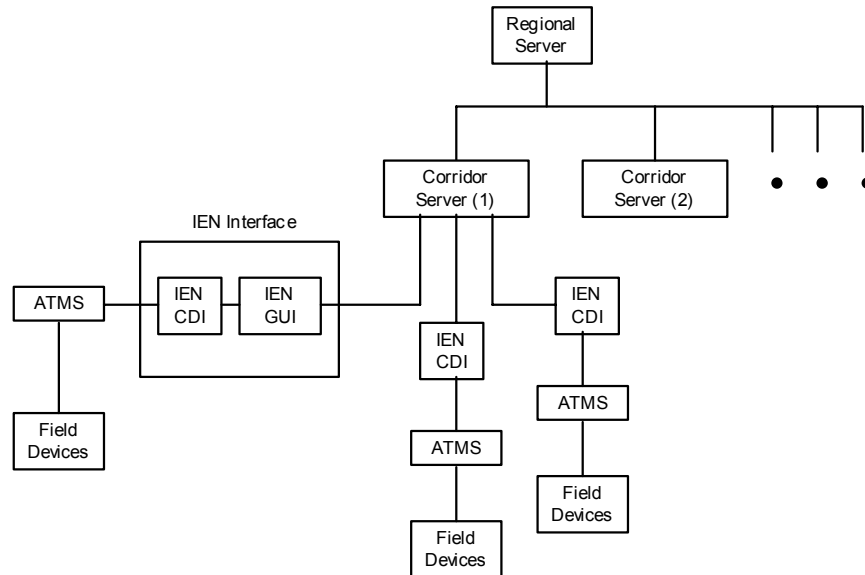 Regional
Server
Corridor
Server (1)
Corridor
Server (2)
IEN Interface
ATMS
IEN
CDI
IEN
GUI
IEN
CDI
IEN
CDI
ATMS
Field
Devices
ATMS
Field
Devices
Field
Devices